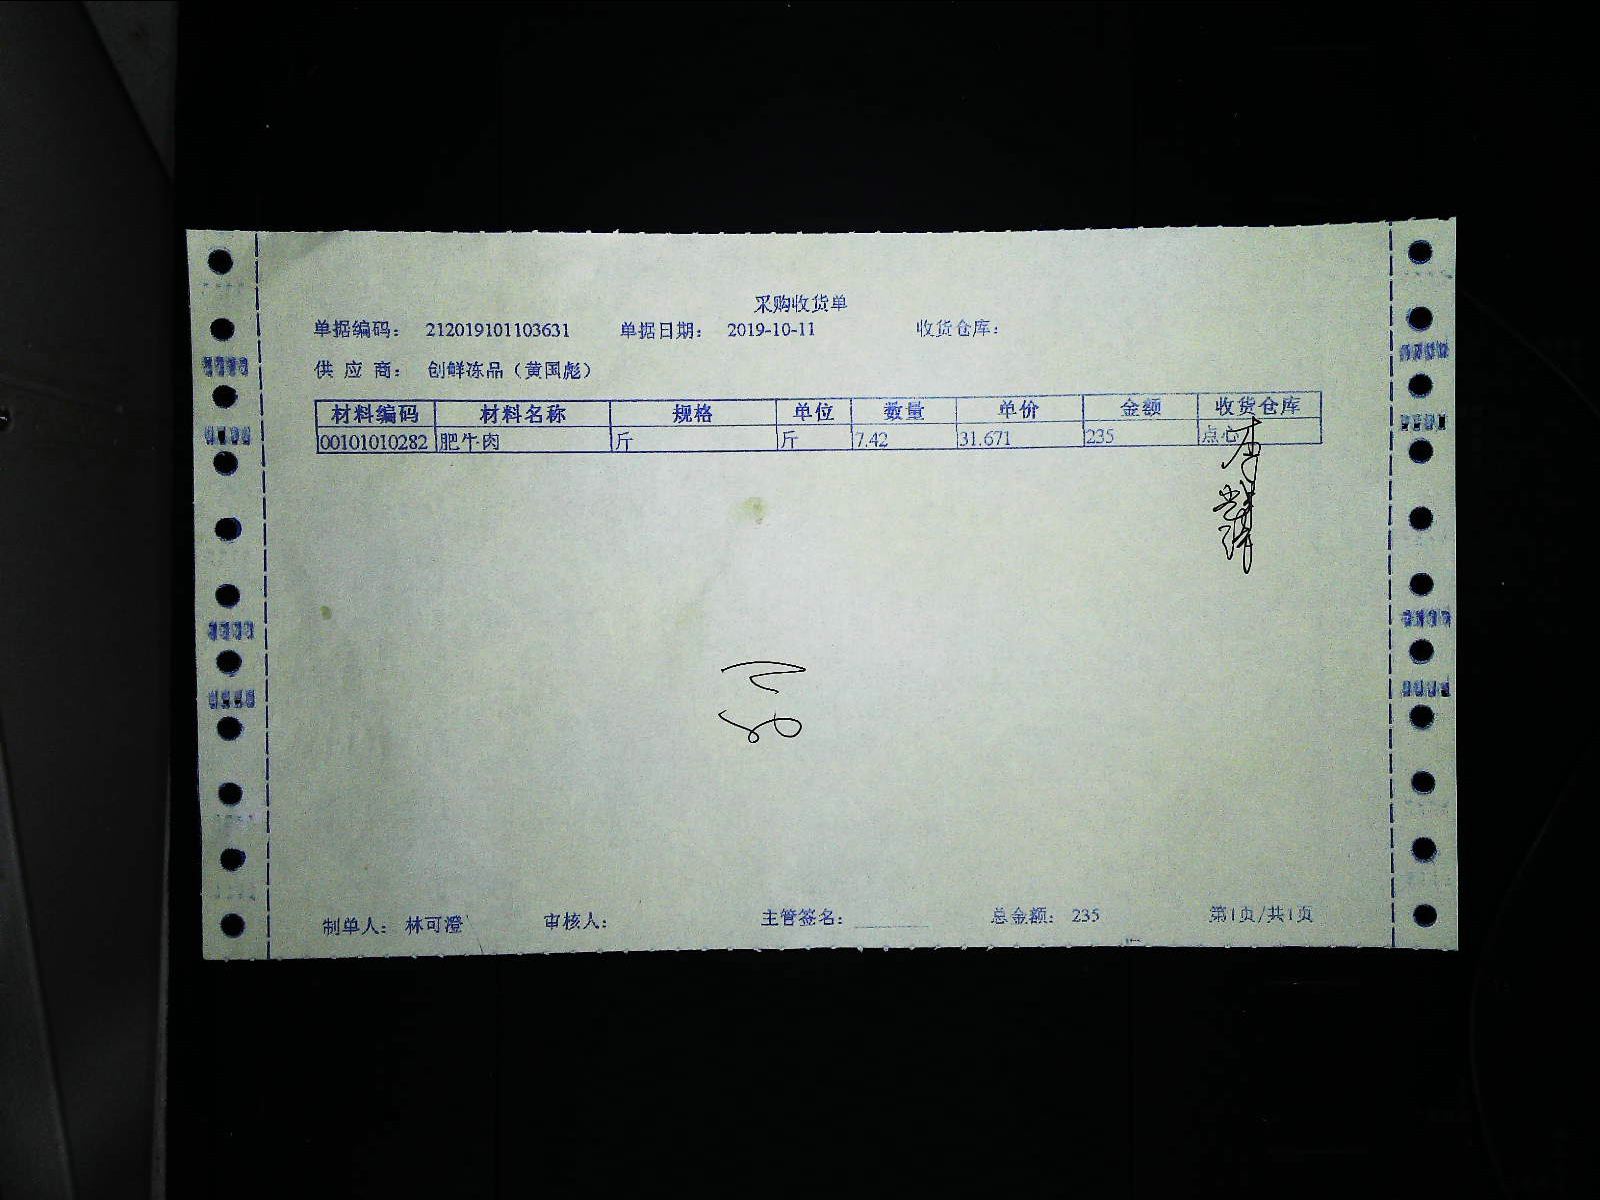 采购收货单
单据编码： 212019101103631 单据日期： 2019-10-11 收货仓库：
供 应 商： 创鲜冻品（黄国彪）
材料编码 材料名称 规格 单位 数量 单价 金额 收货仓库
00101010282 肥牛肉 斤 斤 7.42 31.671 235 点心
制单人： 林可澄 审核人： 主管签名： 总金额： 235 第1页/共1页